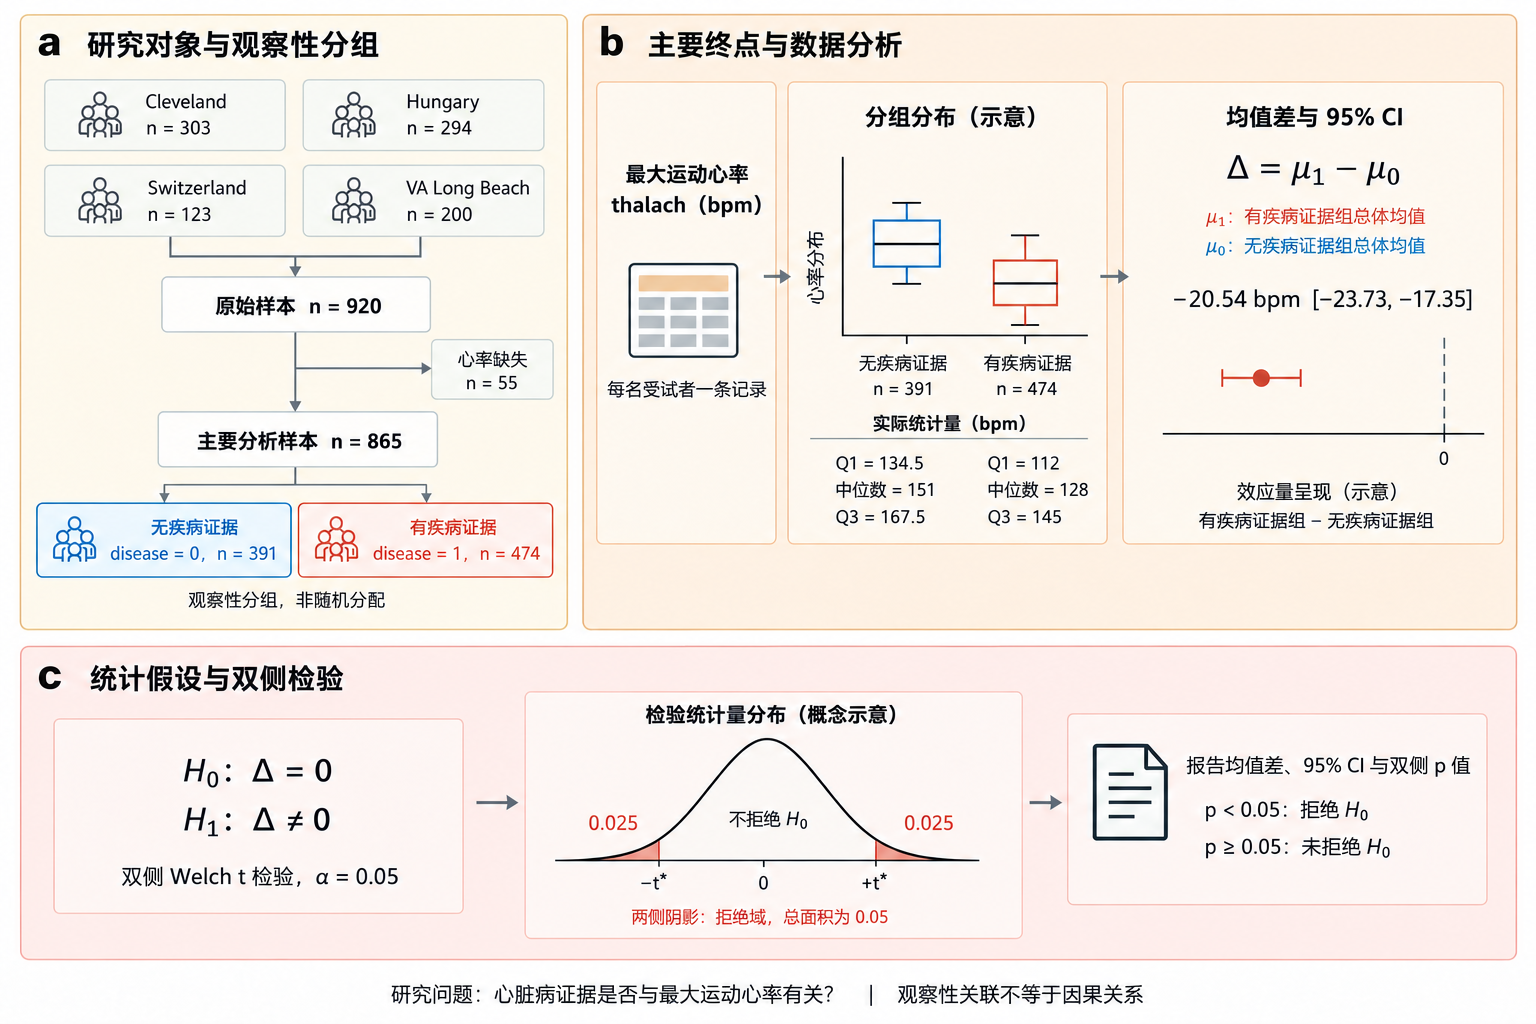 a 研究对象与观察性分组
Cleveland
n = 303
Hungary
n = 294
Switzerland
n = 123
VA Long Beach
n = 200
原始样本 n = 920
心率缺失
n = 55
主要分析样本 n = 865
无疾病证据
disease = 0，n = 391
有疾病证据
disease = 1，n = 474
观察性分组，非随机分配
b 主要终点与数据分析
最大运动心率
thalach（bpm）
每名受试者一条记录
分组分布（示意）
心率分布
无疾病证据
n = 391
有疾病证据
n = 474
实际统计量（bpm）
Q1 = 134.5
中位数 = 151
Q3 = 167.5
Q1 = 112
中位数 = 128
Q3 = 145
均值差与 95% CI
Δ = μ₁ − μ₀
μ₁：有疾病证据组总体均值
μ₀：无疾病证据组总体均值
−20.54 bpm [−23.73, −17.35]
0
效应量呈现（示意）
有疾病证据组 − 无疾病证据组
c 统计假设与双侧检验
H₀：Δ = 0
H₁：Δ ≠ 0
双侧 Welch t 检验，α = 0.05
检验统计量分布（概念示意）
0.025
不拒绝 H₀
0.025
−t*
0
+t*
两侧阴影：拒绝域，总面积为 0.05
报告均值差、95% CI 与双侧 p 值
p < 0.05：拒绝 H₀
p ≥ 0.05：未拒绝 H₀
研究问题：心脏病证据是否与最大运动心率有关？ | 观察性关联不等于因果关系